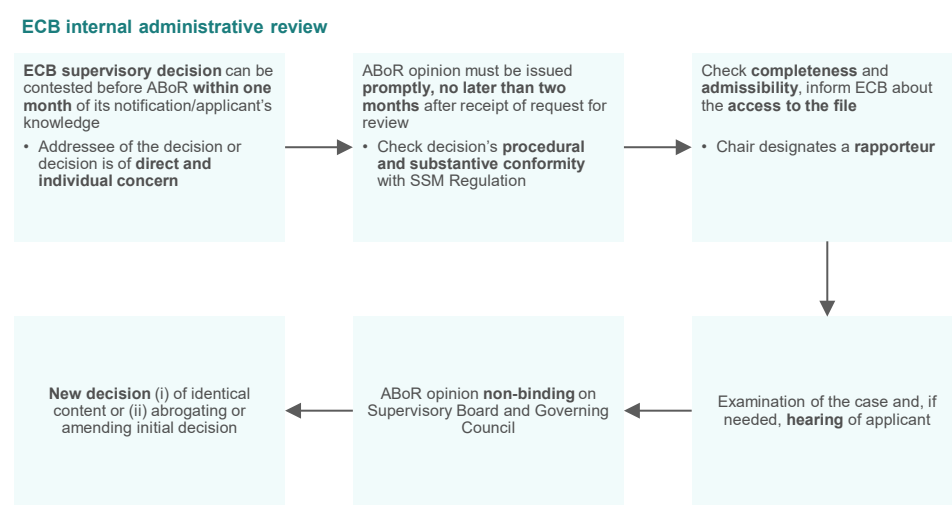 ECB internal administrative review
ECB supervisory decision can be
contested before ABoR within one
month of its notification/applicant's
knowledge
• Addressee of the decision or
decision is of direct and
individual concern
ABoR opinion must be issued
promptly, no later than two
months after receipt of request for
review
• Check decision's procedural
and substantive conformity
with SSM Regulation
Check completeness and
admissibility, inform ECB about
the access to the file
• Chair designates a rapporteur
Examination of the case and, if
needed, hearing of applicant
ABoR opinion non-binding on
Supervisory Board and Governing
Council
New decision (i) of identical
content or (ii) abrogating or
amending initial decision